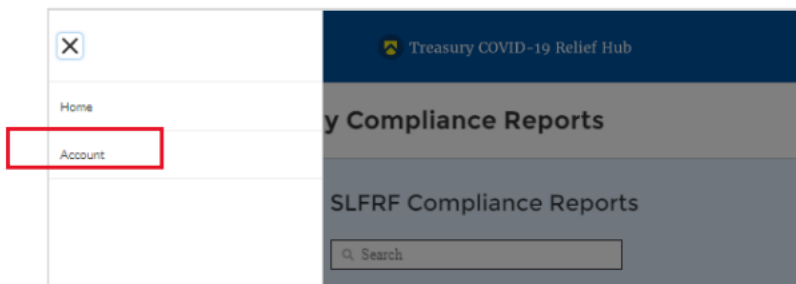 Treasury COVID-19 Relief Hub
Home
Account
y Compliance Reports
SLFRF Compliance Reports
Search